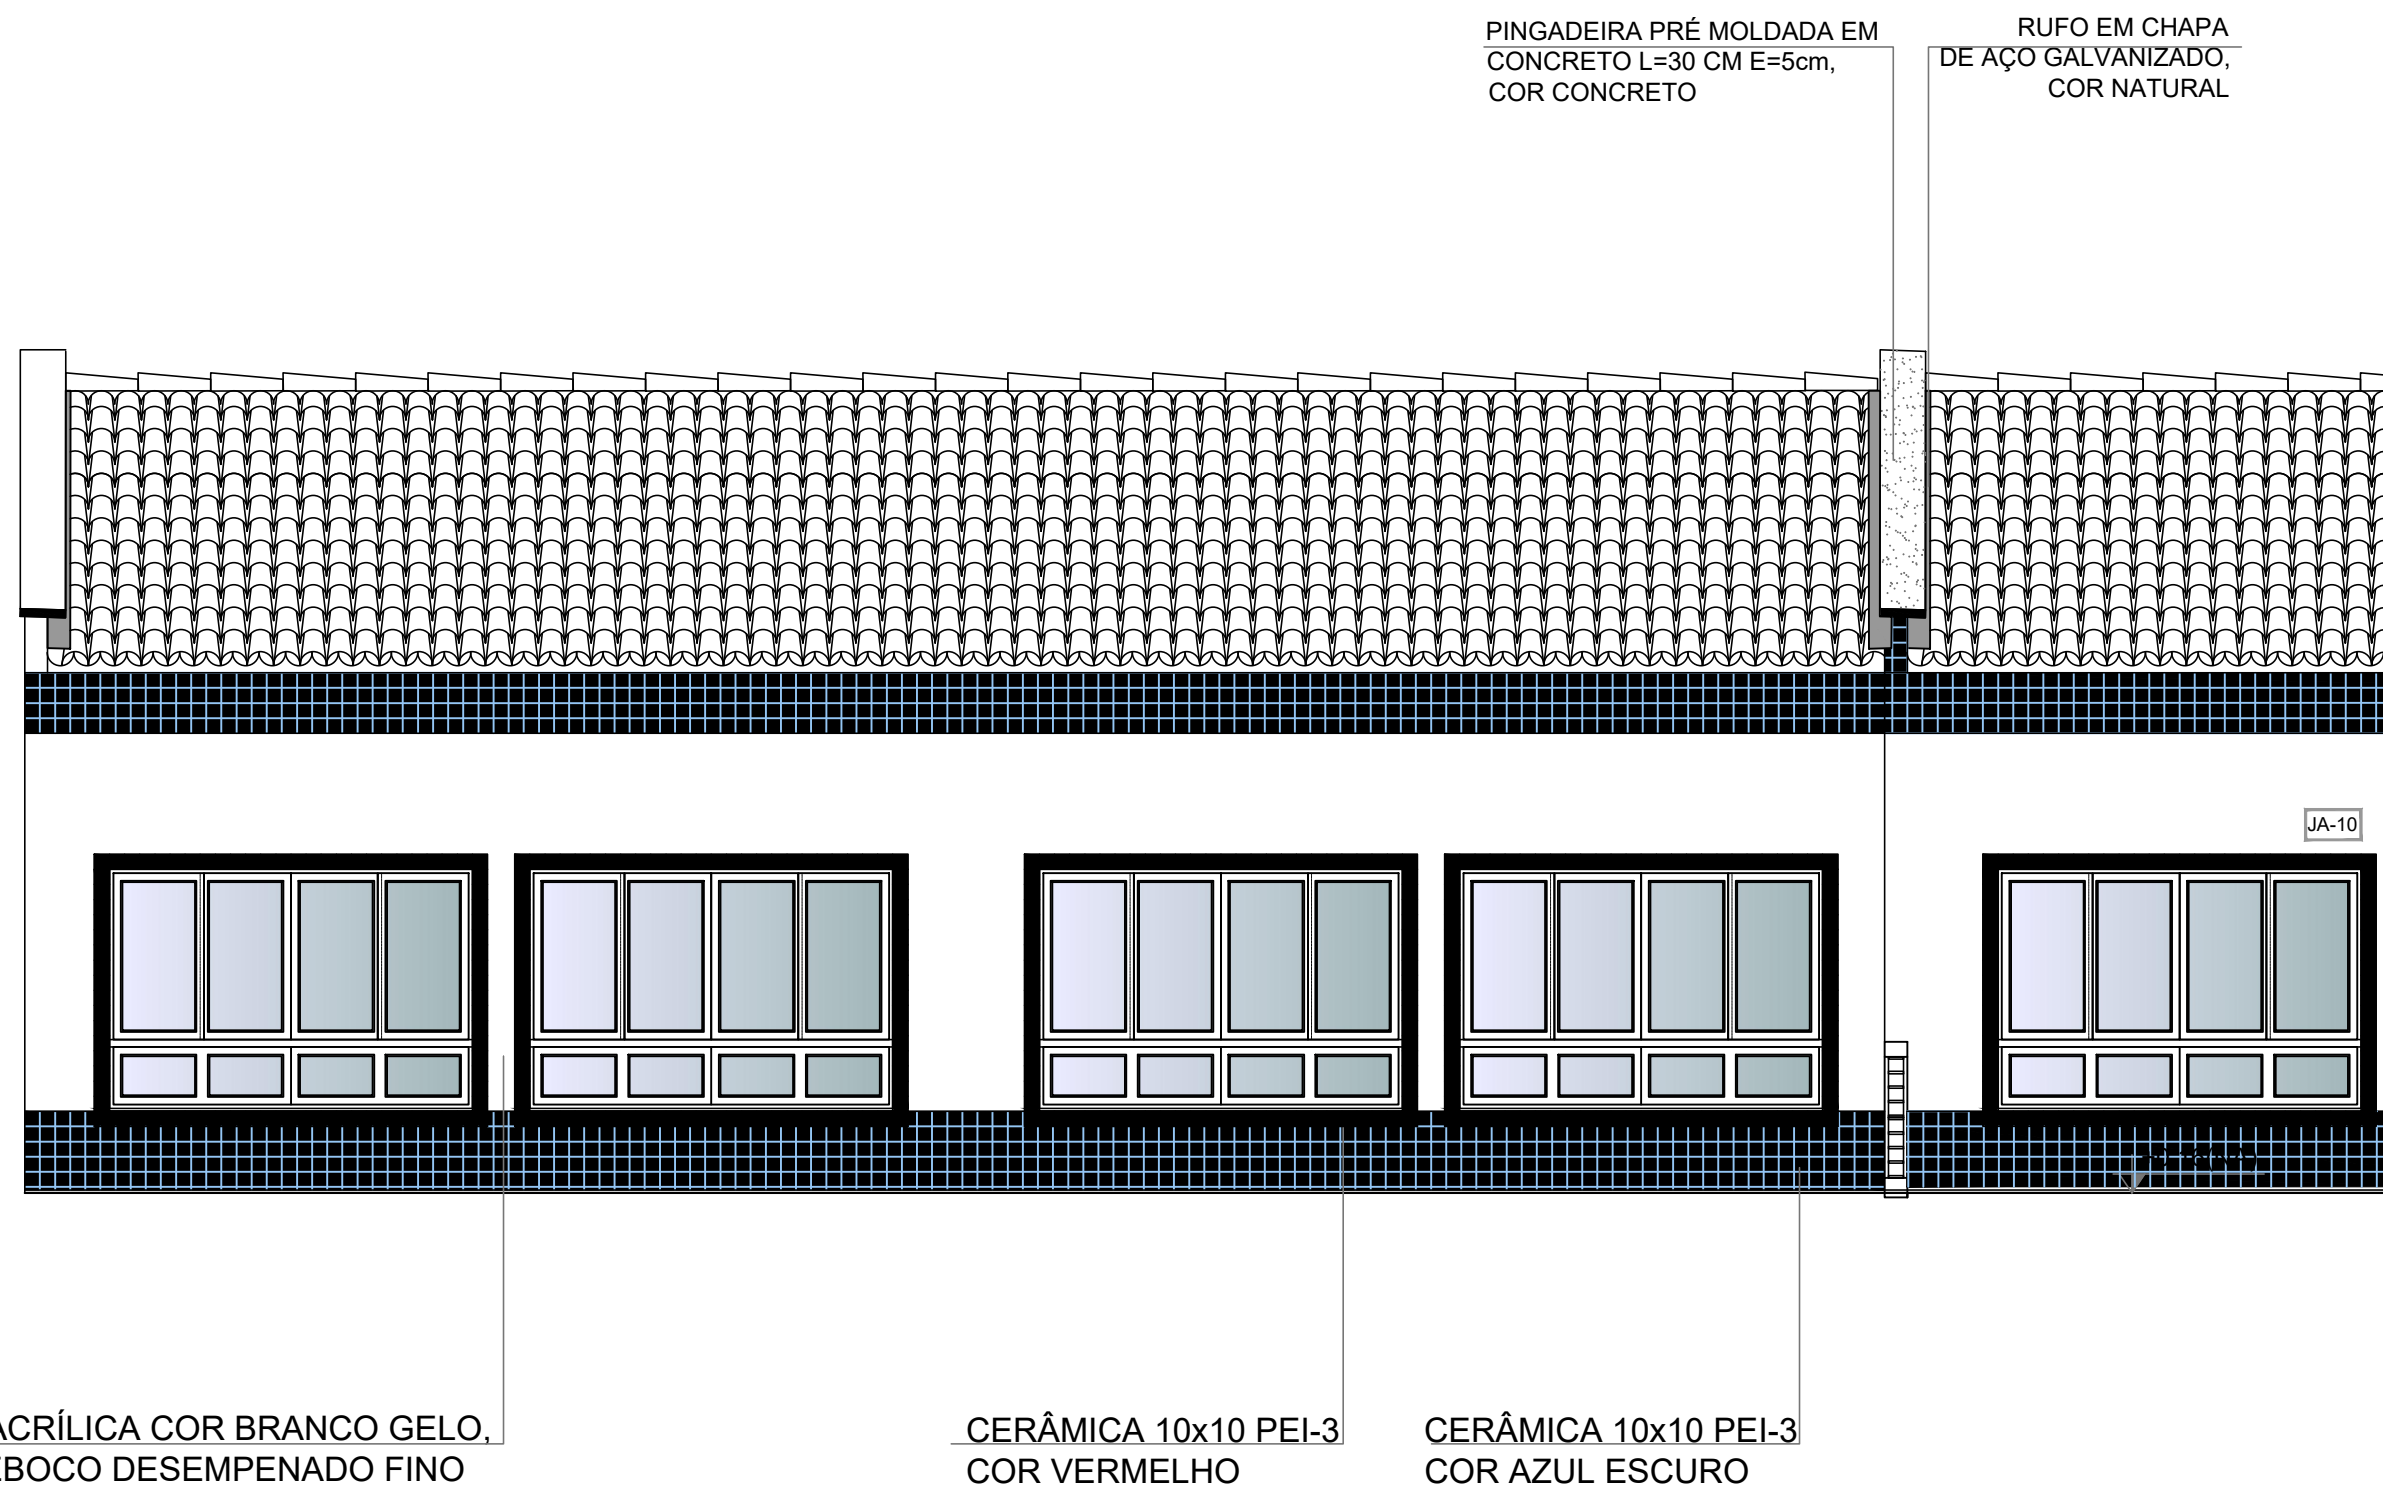 PINGADEIRA PRÉ MOLDADA EM
CONCRETO L=30 CM E=5cm,
COR CONCRETO
RUFO EM CHAPA
DE AÇO GALVANIZADO,
COR NATURAL
JA-10
ACRÍLICA COR BRANCO GELO,
EBOCO DESEMPENADO FINO
CERÂMICA 10x10 PEI-3
COR VERMELHO
CERÂMICA 10x10 PEI-3
COR AZUL ESCURO